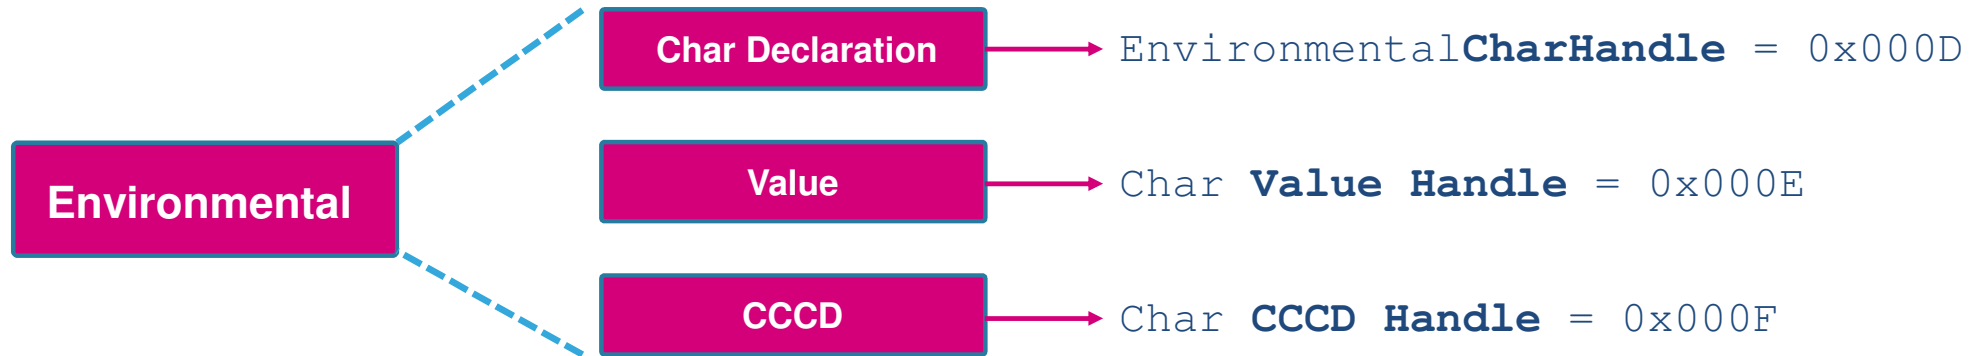 Char Declaration
EnvironmentalCharHandle = 0x000D
Environmental
Value
Char Value Handle = 0x000E
CCCD
Char CCCD Handle = 0x000F